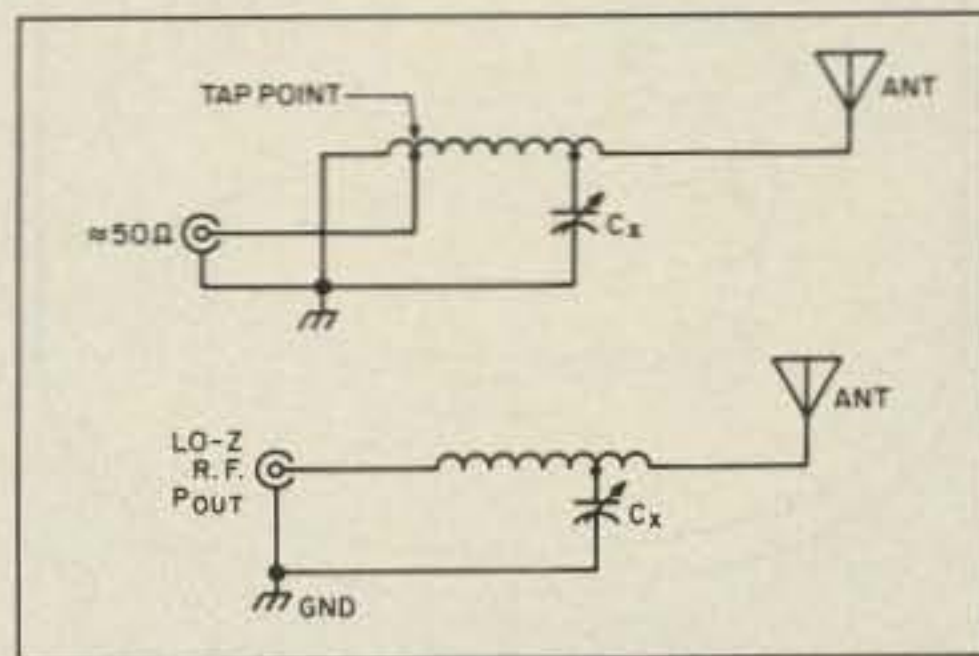 TAP POINT
ANT
≈50Ω
Cx
ANT
LO-Z
R.F.
POUT
Cx
GND